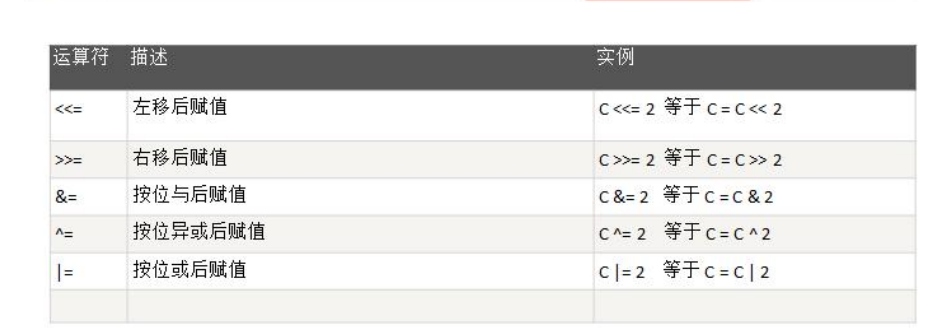 运算符 描述 实例
<<= 左移后赋值 C <<= 2 等于 C = C << 2
>>= 右移后赋值 C >>= 2 等于 C = C >> 2
&= 按位与后赋值 C &= 2 等于 C = C & 2
^= 按位异或后赋值 C ^= 2 等于 C = C ^ 2
|= 按位或后赋值 C |= 2 等于 C = C | 2